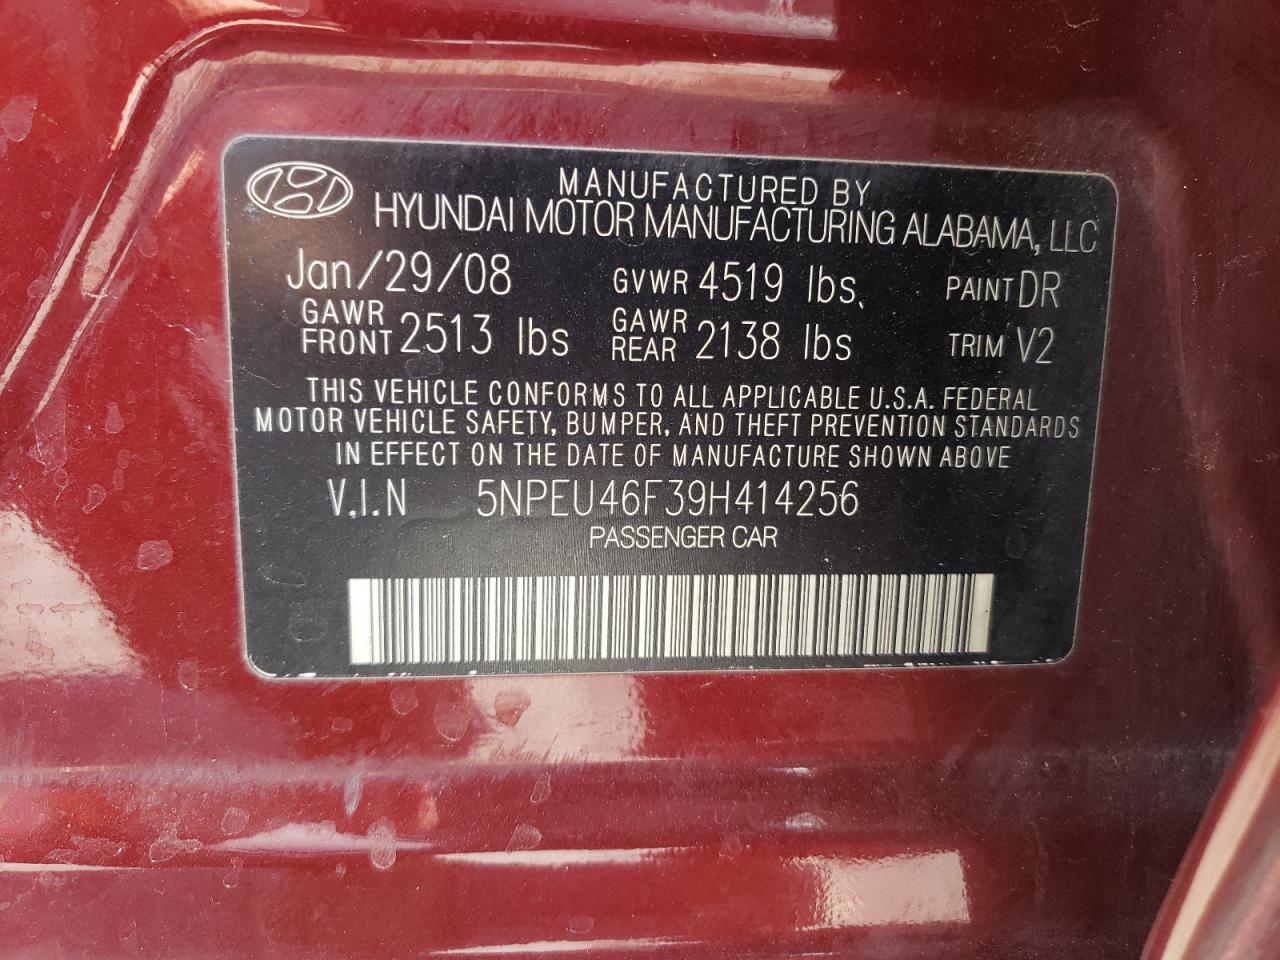 MANUFACTURED BY
HYUNDAI MOTOR MANUFACTURING ALABAMA, LLC
Jan/29/08 GVWR 4519 lbs. PAINT DR
GAWR FRONT 2513 lbs GAWR REAR 2138 lbs TRIM V2
THIS VEHICLE CONFORMS TO ALL APPLICABLE U.S.A. FEDERAL
MOTOR VEHICLE SAFETY, BUMPER, AND THEFT PREVENTION STANDARDS
IN EFFECT ON THE DATE OF MANUFACTURE SHOWN ABOVE
V.I.N 5NPEU46F39H414256
PASSENGER CAR